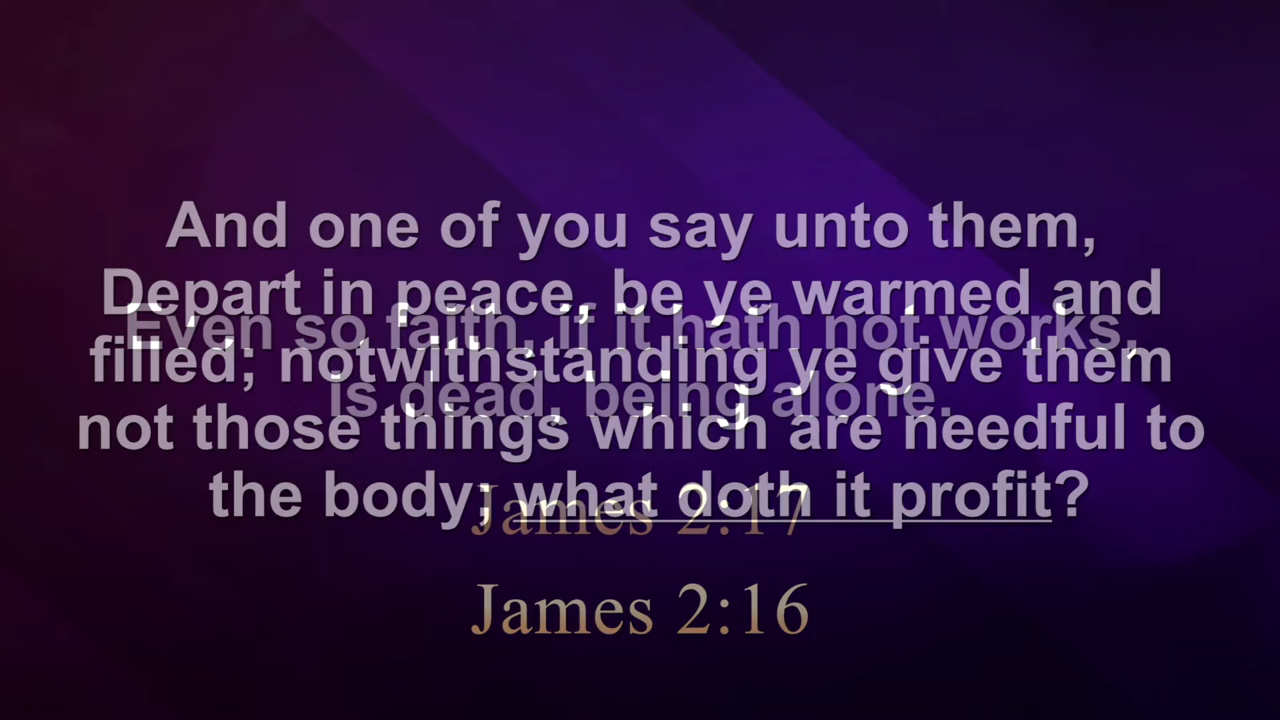 And one of you say unto them,
Depart in peace, be ye warmed and
filled; notwithstanding ye give them
not those things which are needful to
the body; what doth it profit?
James 2:16
Even so faith, if it hath not works,
is dead, being alone.
James 2:17